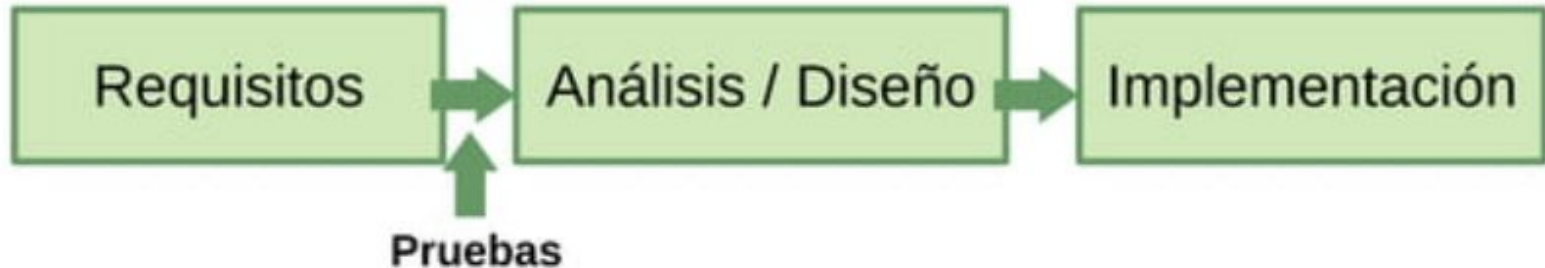 Requisitos
Análisis / Diseño
Implementación
Pruebas